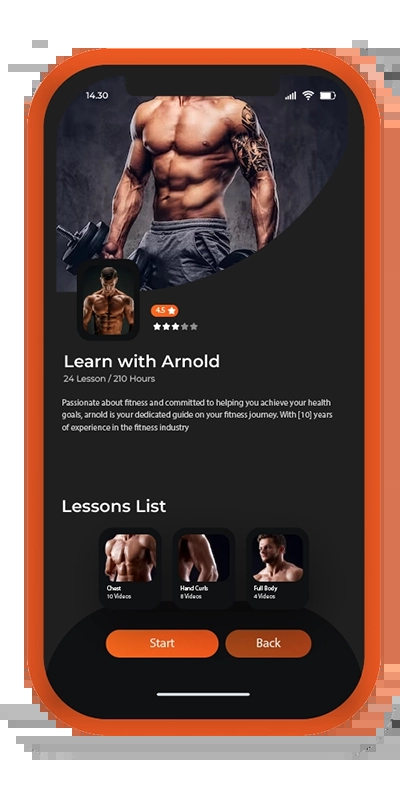 14.30
4.5
Learn with Arnold
24 Lesson / 210 Hours
Passionate about fitness and committed to helping you achieve your health
goals, arnold is your dedicated guide on your fitness journey. With [10] years
of experience in the fitness industry
Lessons List
Chest
10 Videos
Hand Curls
8 Videos
Full Body
4 Videos
Start
Back